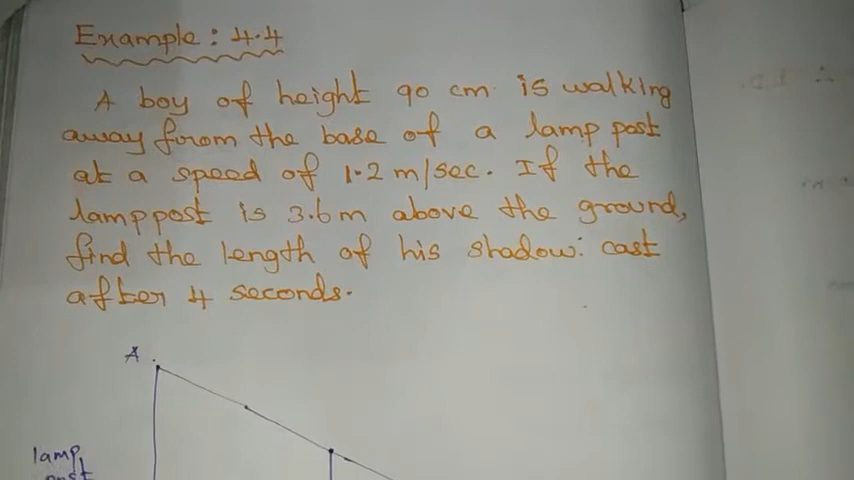 Example: 4.4
A boy of height 90 cm. is walking
away from the base of a lamp post
at a speed of 1.2 m/sec. If the
lamppost is 3.6m above the ground,
find the length of his shadow. cast
after 4 seconds.
A
lamp
post